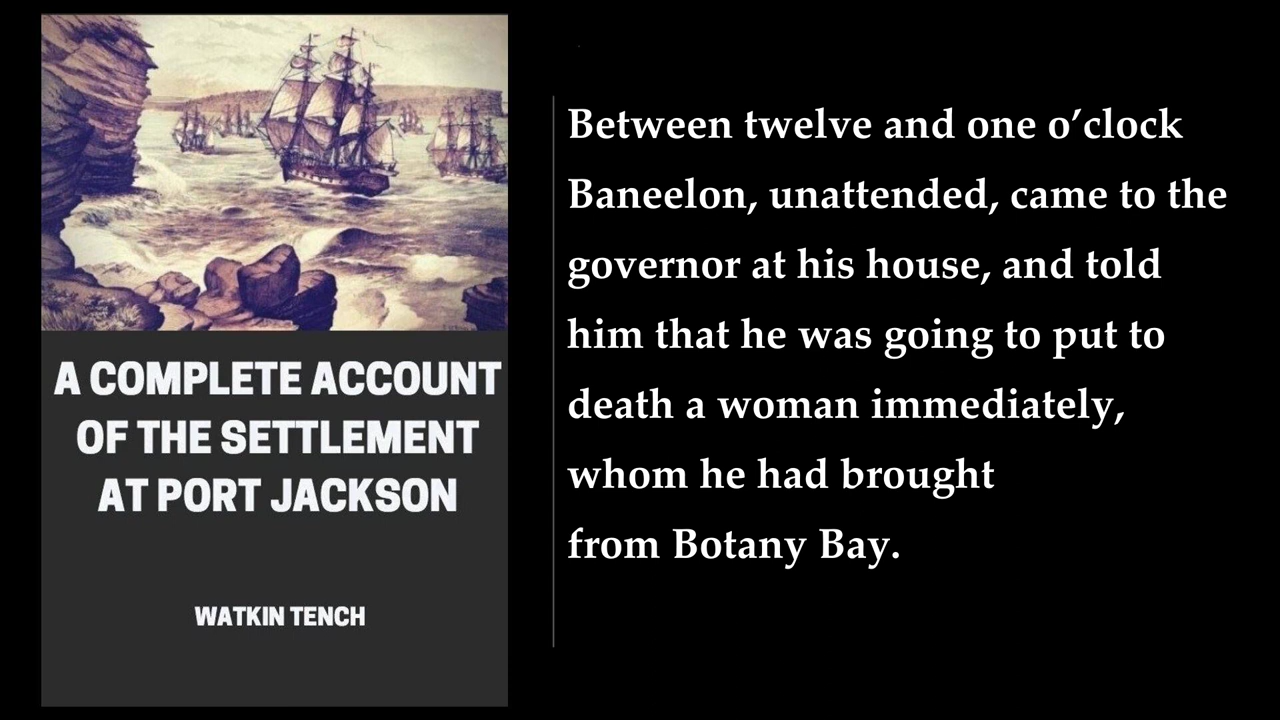 A COMPLETE ACCOUNT
OF THE SETTLEMENT
AT PORT JACKSON
WATKIN TENCH
Between twelve and one o’clock
Baneelon, unattended, came to the
governor at his house, and told
him that he was going to put to
death a woman immediately,
whom he had brought
from Botany Bay.